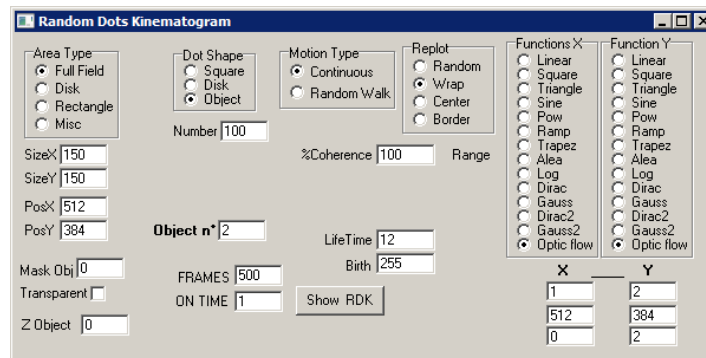 Random Dots Kinematogram
Area Type
Full Field
Disk
Rectangle
Misc
Dot Shape
Square
Disk
Object
Motion Type
Continuous
Random Walk
Replot
Random
Wrap
Center
Border
Functions X
Linear
Square
Triangle
Sine
Pow
Ramp
Trapez
Alea
Log
Dirac
Gauss
Dirac2
Gauss2
Optic flow
Function Y
Linear
Square
Triangle
Sine
Pow
Ramp
Trapez
Alea
Log
Dirac
Gauss
Dirac2
Gauss2
Optic flow
Number 100
%Coherence 100 Range
SizeX 150
SizeY 150
PosX 512
PosY 384
Object n° 2
LifeTime 12
Birth 255
Mask Obj 0
Transparent
Z Object 0
FRAMES 500
ON TIME 1
Show RDK
X Y
1 2
512 384
0 2